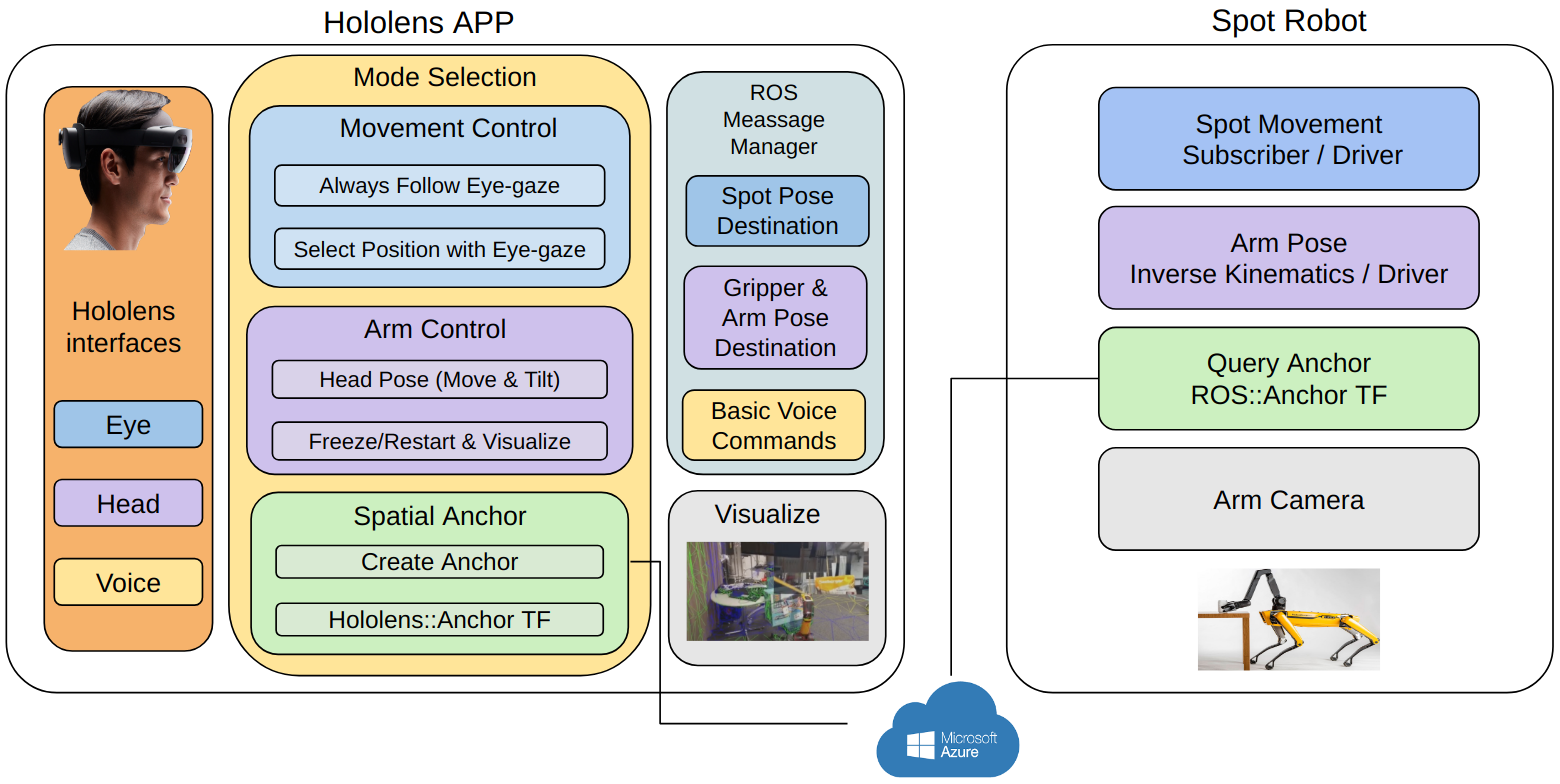 Hololens APP
Hololens
interfaces
Eye
Head
Voice
Mode Selection
Movement Control
Always Follow Eye-gaze
Select Position with Eye-gaze
Arm Control
Head Pose (Move & Tilt)
Freeze/Restart & Visualize
Spatial Anchor
Create Anchor
Hololens::Anchor TF
ROS
Meassage
Manager
Spot Pose
Destination
Gripper &
Arm Pose
Destination
Basic Voice
Commands
Visualize
Microsoft
Azure
Spot Robot
Spot Movement
Subscriber / Driver
Arm Pose
Inverse Kinematics / Driver
Query Anchor
ROS::Anchor TF
Arm Camera